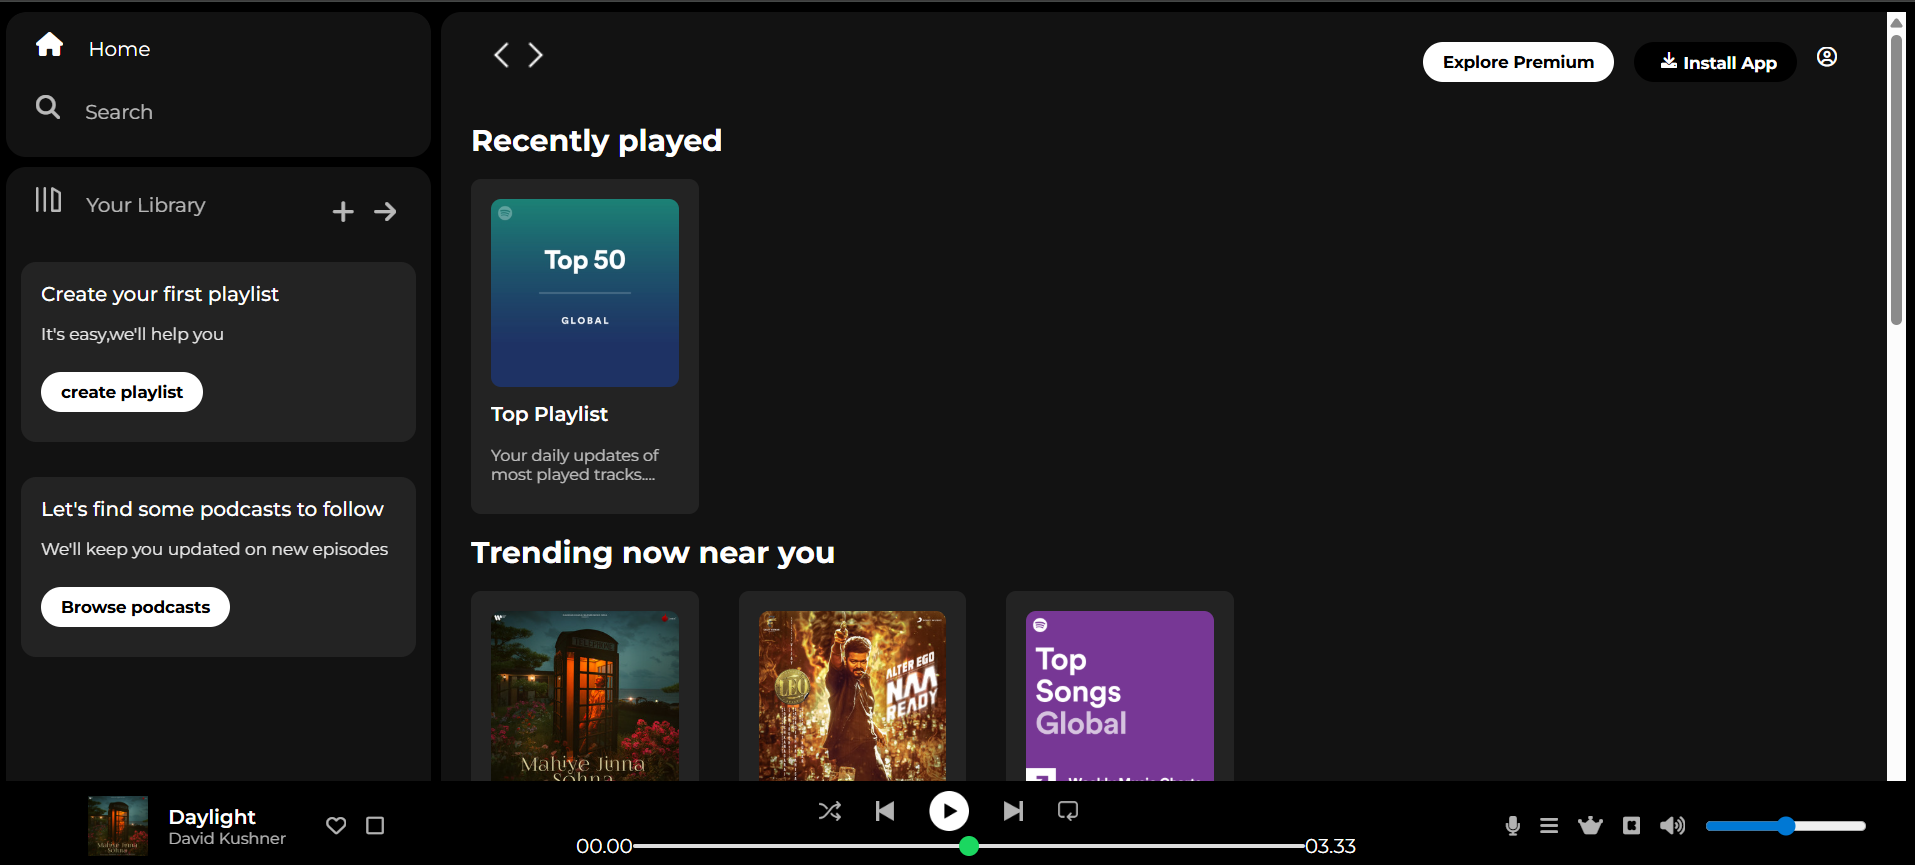 Home
Search
Your Library
Create your first playlist
It's easy,we'll help you
create playlist
Let's find some podcasts to follow
We'll keep you updated on new episodes
Browse podcasts
Explore Premium
Install App
Recently played
Top 50
GLOBAL
Top Playlist
Your daily updates of
most played tracks....
Trending now near you
Mahiye Jinna
Sohna
LEO
ALTER EGO
NAA
READY
Top
Songs
Global
Weekly Music Charts
Daylight
David Kushner
00.00
03.33